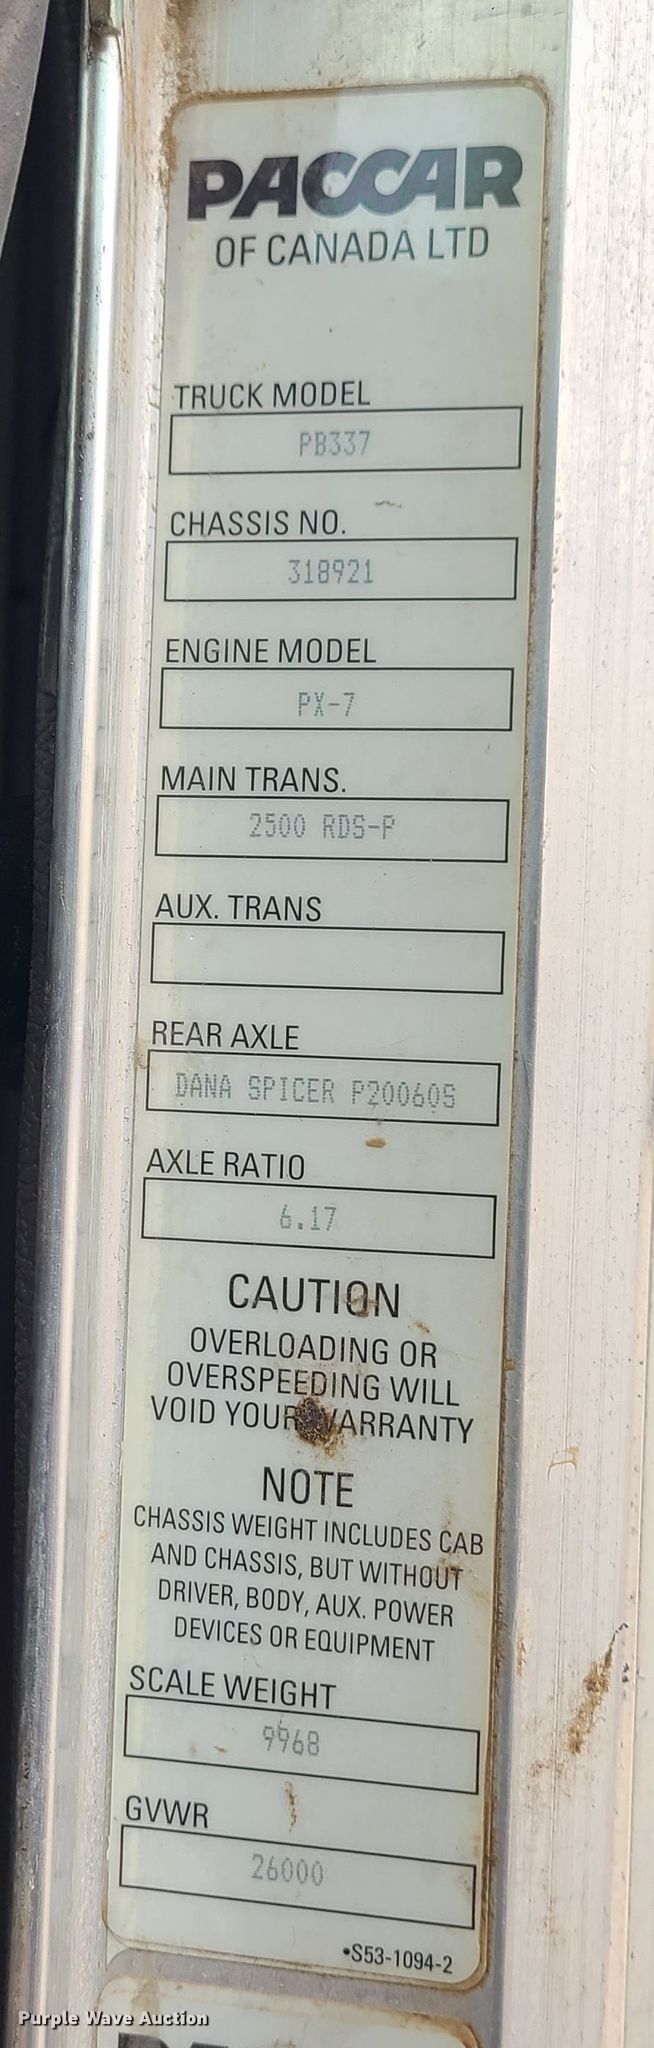 PACCAR
OF CANADA LTD
TRUCK MODEL
PB337
CHASSIS NO.
318921
ENGINE MODEL
PX-7
MAIN TRANS.
2500 RDS-P
AUX. TRANS
REAR AXLE
DANA SPICER P20060S
AXLE RATIO
6.17
CAUTION
OVERLOADING OR
OVERSPEEDING WILL
VOID YOUR WARRANTY
NOTE
CHASSIS WEIGHT INCLUDES CAB
AND CHASSIS, BUT WITHOUT
DRIVER, BODY, AUX. POWER
DEVICES OR EQUIPMENT
SCALE WEIGHT
9968
GVWR
26000
•S53-1094-2
Purple Wave Auction